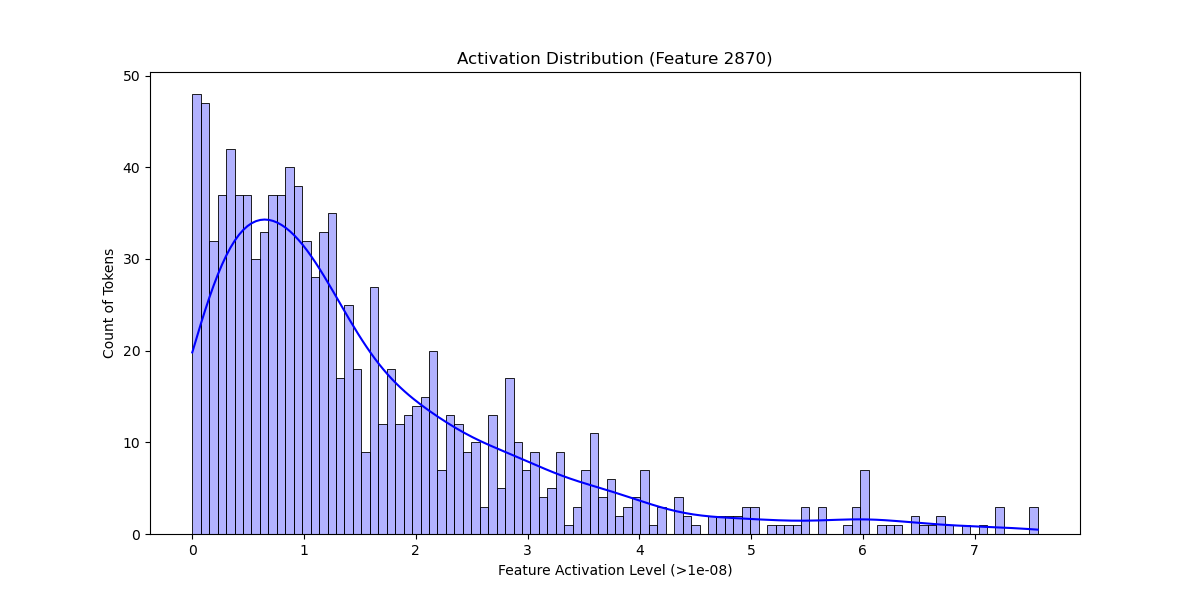 Activation Distribution (Feature 2870)
50
40
30
20
10
0
Count of Tokens
0 1 2 3 4 5 6 7
Feature Activation Level (>1e-08)